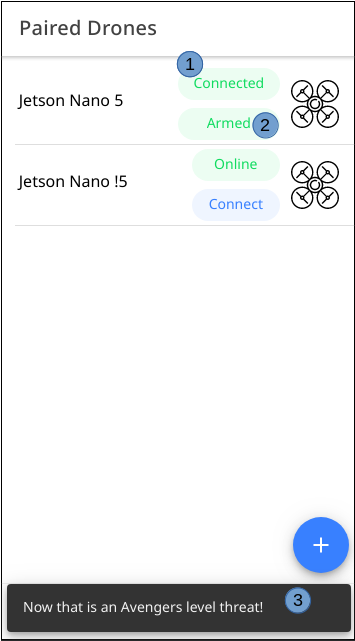 Paired Drones
1
Connected
Jetson Nano 5
Armed 2
Online
Jetson Nano !5
Connect
+
Now that is an Avengers level threat! 3